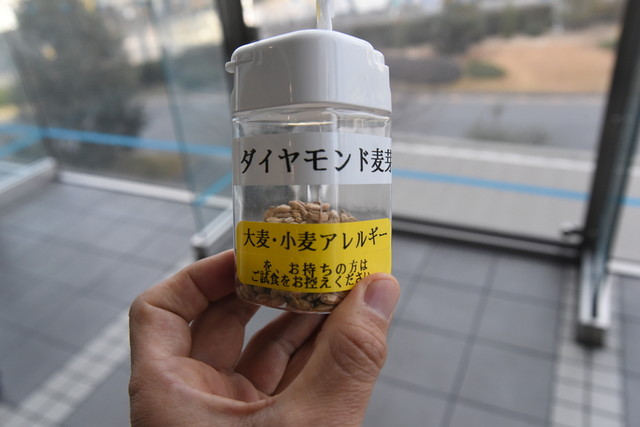 ダイヤモンド麦芽
大麦・小麦アレルギー
を、お持ちの方は
ご試食をお控えください